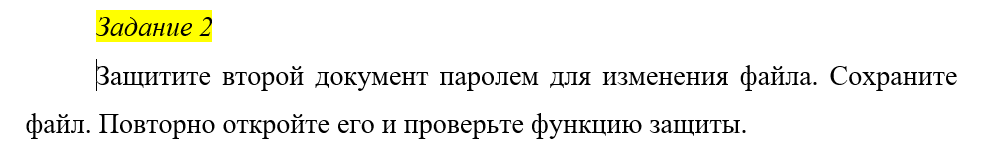 Задание 2
Защитите второй документ паролем для изменения файла. Сохраните
файл. Повторно откройте его и проверьте функцию защиты.